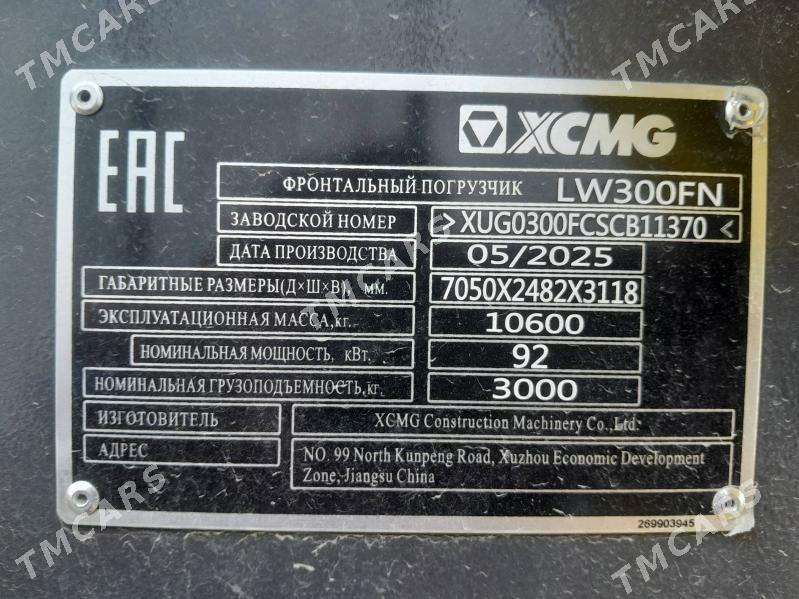 TMCARS
TMCARS
EAC
XCMG
ФРОНТАЛЬНЫЙ ПОГРУЗЧИК LW300FN
ЗАВОДСКОЙ НОМЕР >XUG0300FCSCB11370<
ДАТА ПРОИЗВОДСТВА 05/2025
ГАБАРИТНЫЕ РАЗМЕРЫ(Д×Ш×В), мм. 7050X2482X3118
TMCARS
ЭКСПЛУАТАЦИОННАЯ МАССА,кг. 10600
НОМИНАЛЬНАЯ МОЩНОСТЬ, кВт. 92
НОМИНАЛЬНАЯ ГРУЗОПОДЪЕМНОСТЬ,кг. 3000
ИЗГОТОВИТЕЛЬ XCMG Construction Machinery Co.,Ltd.
АДРЕС NO. 99 North Kunpeng Road, Xuzhou Economic Development
Zone, Jiangsu China
269903945
TMCARS
TMCARS